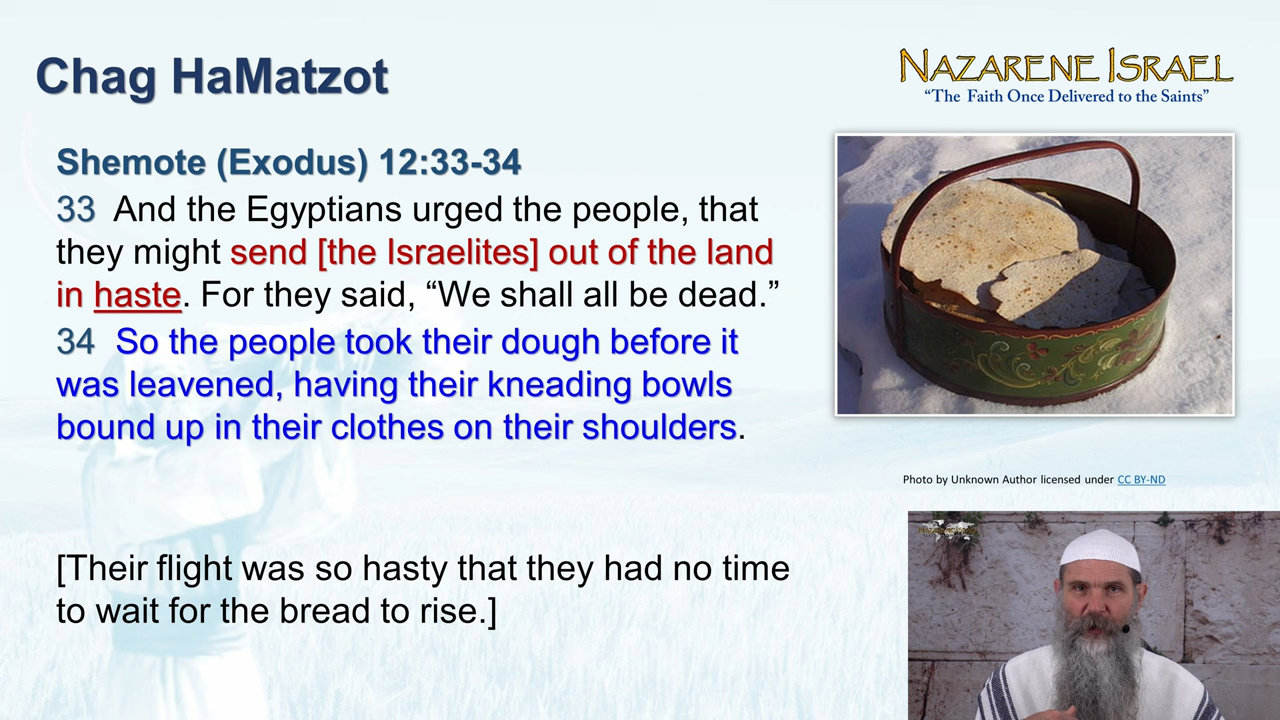 Chag HaMatzot
NAZARENE ISRAEL
“The Faith Once Delivered to the Saints”
Shemote (Exodus) 12:33-34
33 And the Egyptians urged the people, that
they might send [the Israelites] out of the land
in haste. For they said, “We shall all be dead.”
34 So the people took their dough before it
was leavened, having their kneading bowls
bound up in their clothes on their shoulders.
[Their flight was so hasty that they had no time
to wait for the bread to rise.]
Photo by Unknown Author licensed under CC BY-ND